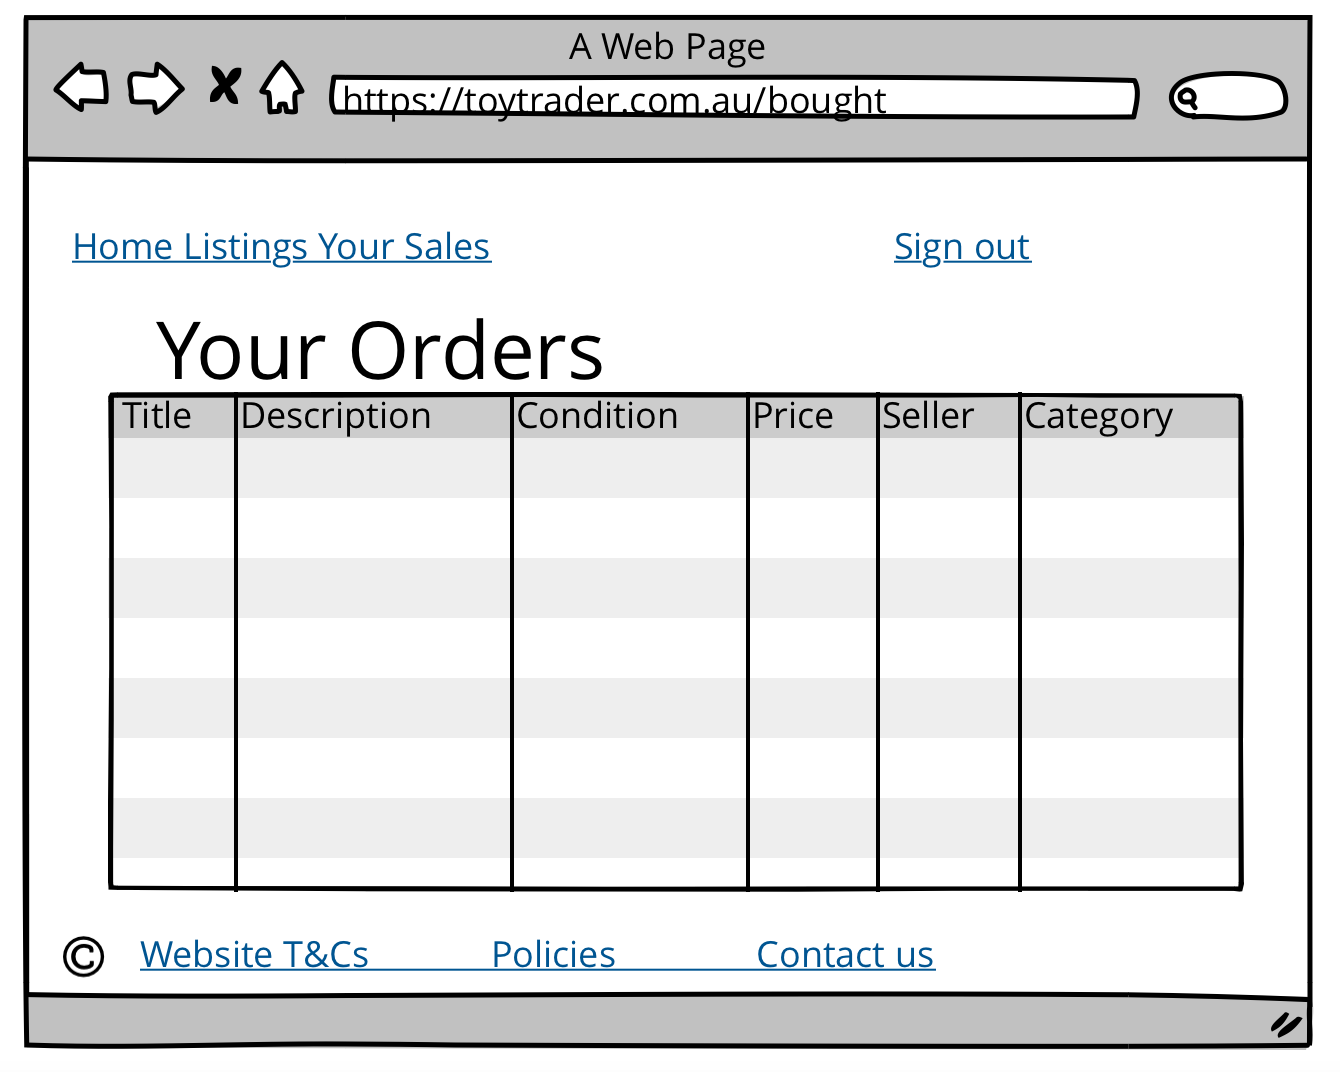 A Web Page
https://toytrader.com.au/bought
Home Listings Your Sales Sign out
Your Orders
Title Description Condition Price Seller Category
© Website T&Cs Policies Contact us